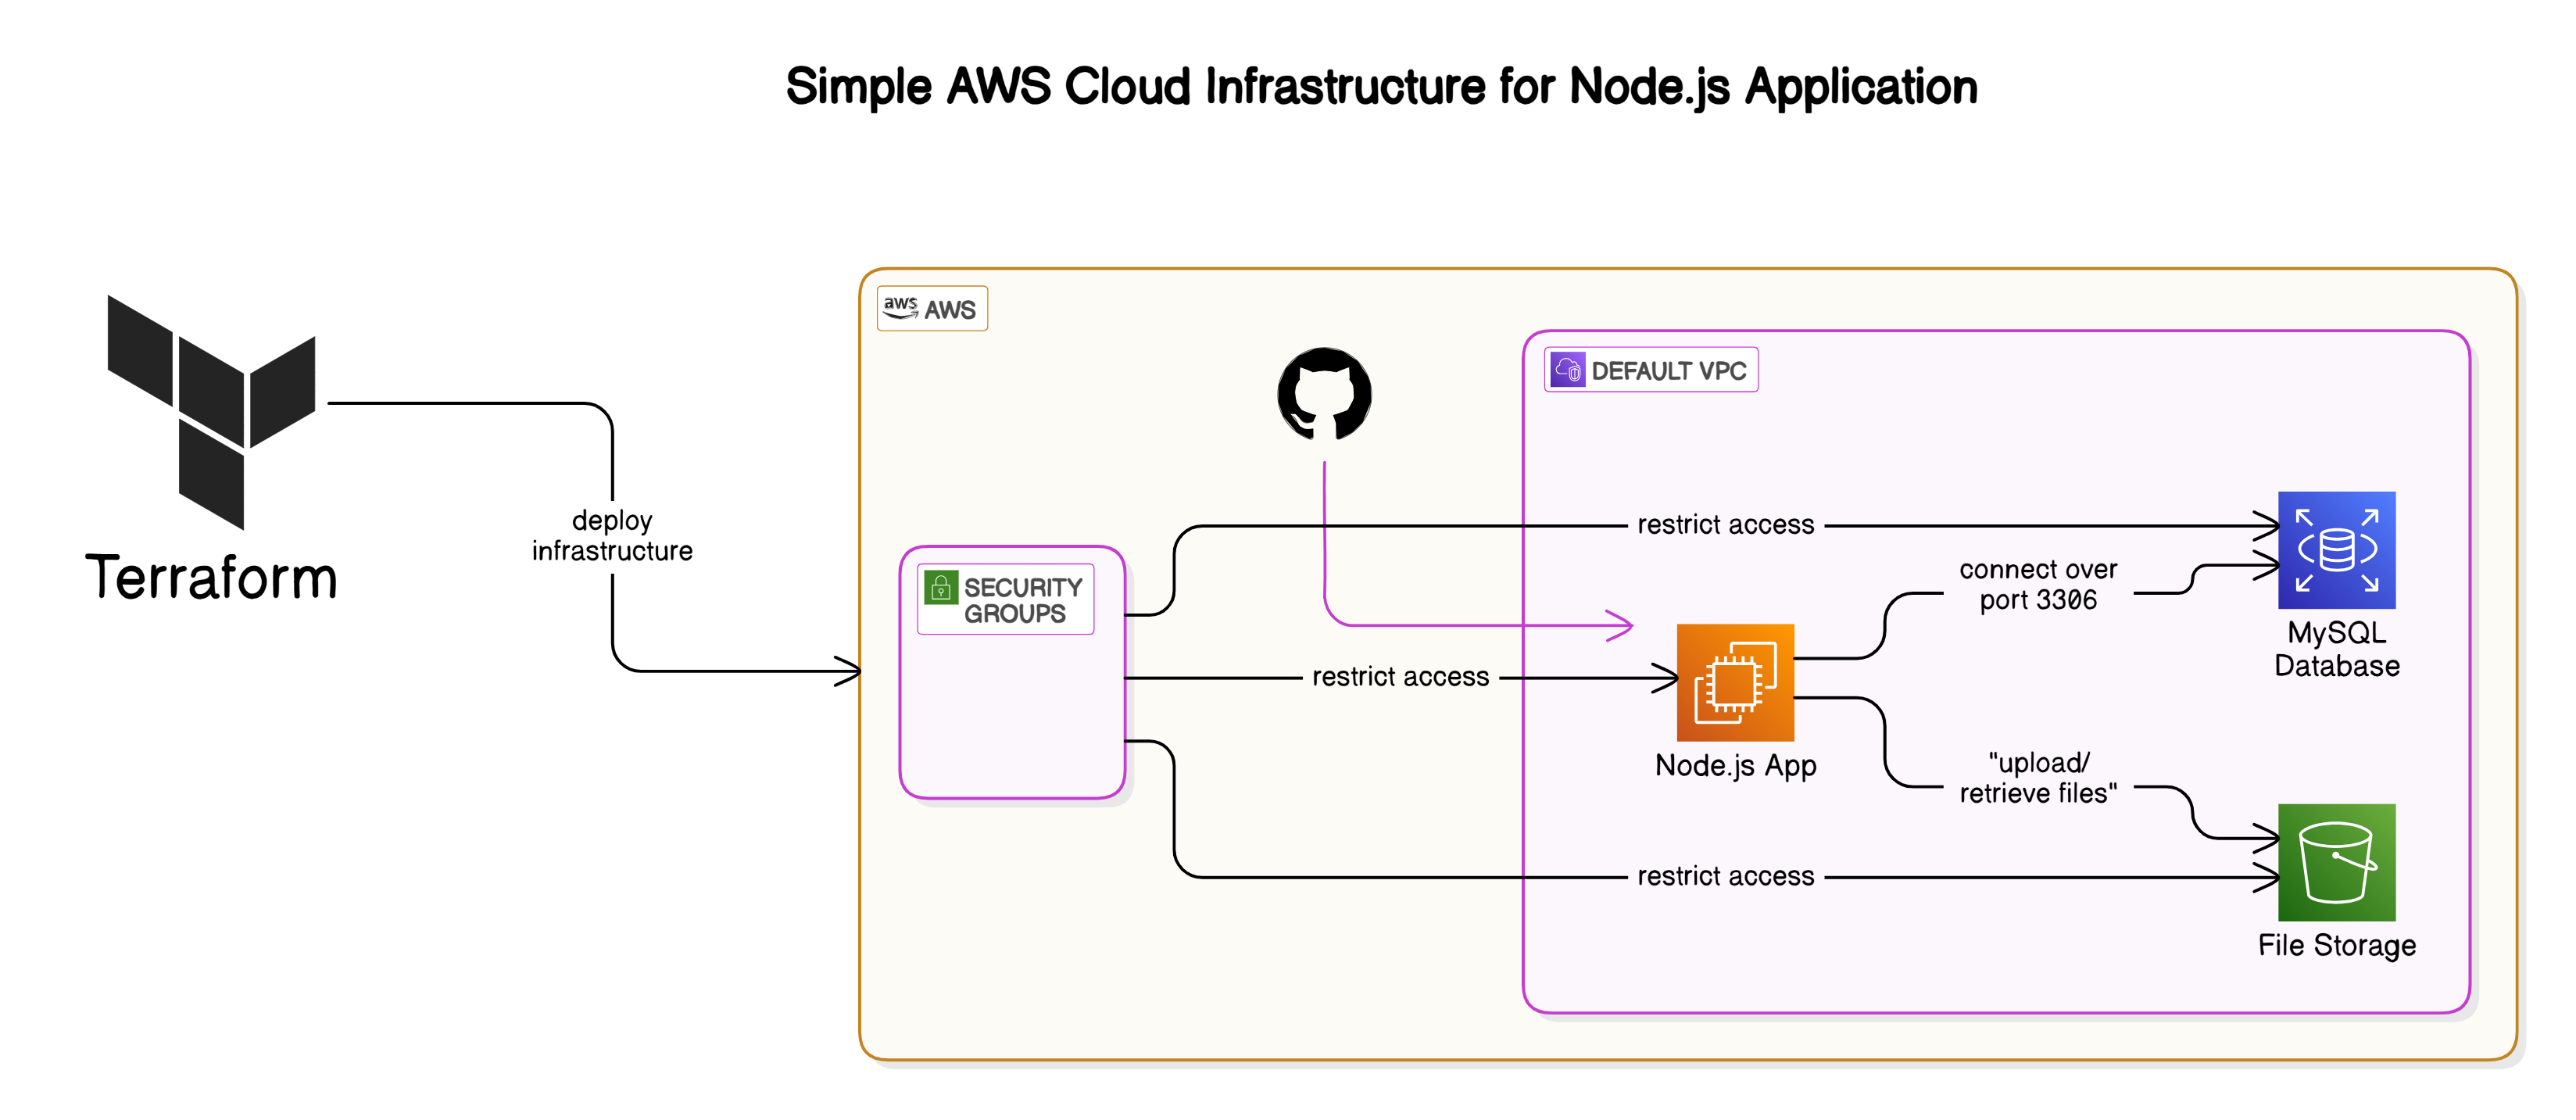 Simple AWS Cloud Infrastructure for Node.js Application
Terraform
deploy
infrastructure
aws AWS
DEFAULT VPC
SECURITY
GROUPS
restrict access
restrict access
restrict access
connect over
port 3306
MySQL
Database
Node.js App
"upload/
retrieve files"
File Storage